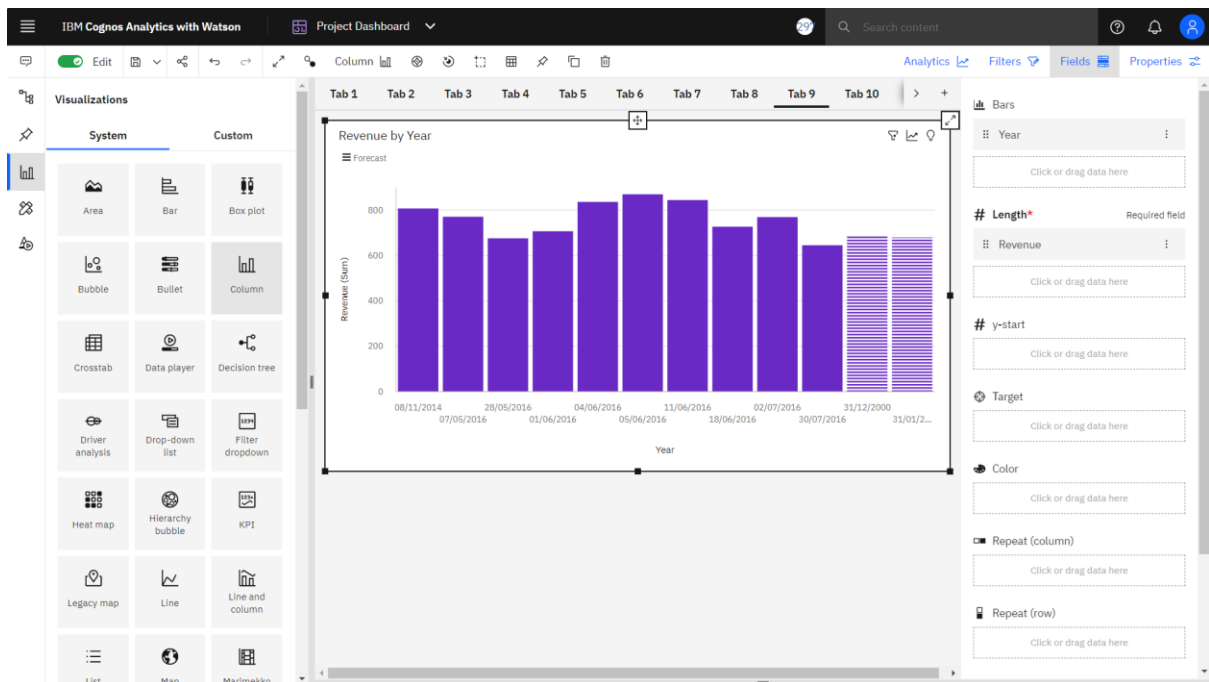 IBM Cognos Analytics with Watson
Project Dashboard
Search content
Edit
Column
Analytics
Filters
Fields
Properties
Visualizations
System
Custom
Area
Bar
Box plot
Bubble
Bullet
Column
Crosstab
Data player
Decision tree
Driver
analysis
Drop-down
list
Filter
dropdown
Heat map
Hierarchy
bubble
KPI
Legacy map
Line
Line and
column
List
Map
Marimekko
Tab 1
Tab 2
Tab 3
Tab 4
Tab 5
Tab 6
Tab 7
Tab 8
Tab 9
Tab 10
Revenue by Year
Forecast
Revenue (Sum)
800
600
400
200
0
08/11/2014
07/05/2016
28/05/2016
01/06/2016
04/06/2016
05/06/2016
11/06/2016
18/06/2016
02/07/2016
30/07/2016
31/12/2000
31/01/2...
Year
Bars
Year
Click or drag data here
# Length*
Required field
Revenue
Click or drag data here
# y-start
Click or drag data here
Target
Click or drag data here
Color
Click or drag data here
Repeat (column)
Click or drag data here
Repeat (row)
Click or drag data here